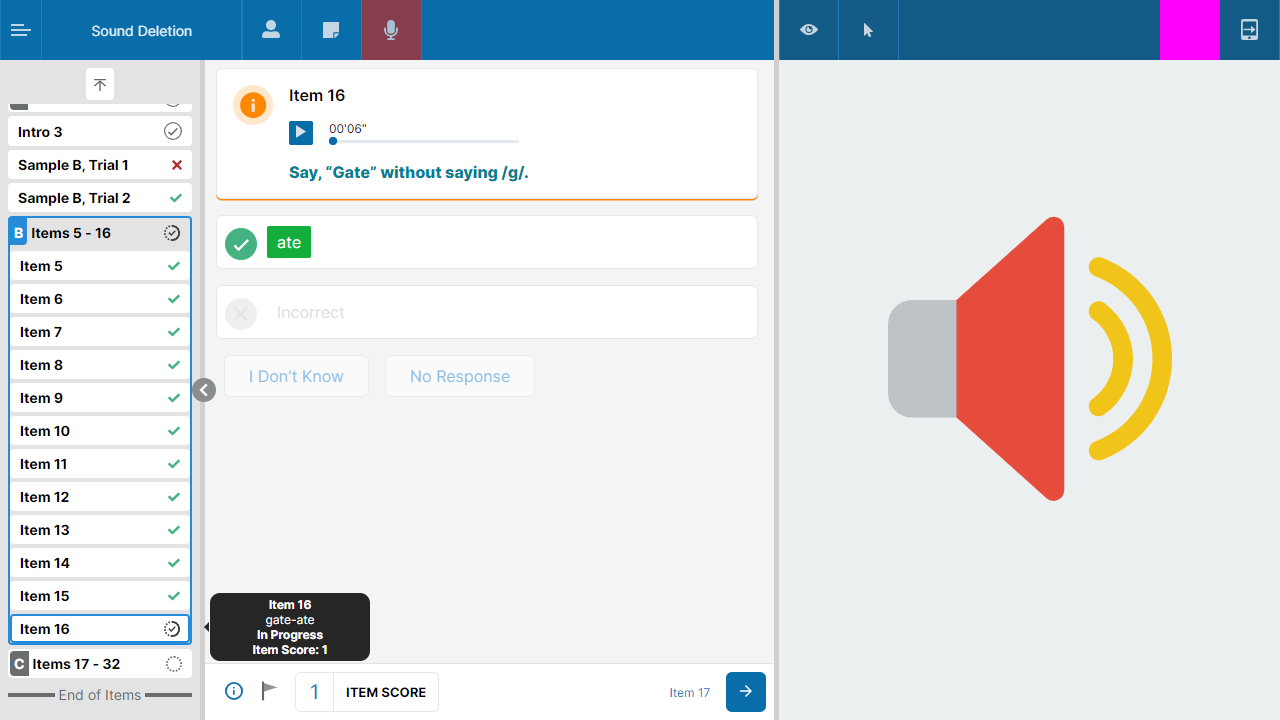 Sound Deletion
Intro 3
Sample B, Trial 1
Sample B, Trial 2
B Items 5 - 16
Item 5
Item 6
Item 7
Item 8
Item 9
Item 10
Item 11
Item 12
Item 13
Item 14
Item 15
Item 16
C Items 17 - 32
End of Items
Item 16
00'06"
Say, “Gate” without saying /g/.
ate
Incorrect
I Don’t Know
No Response
Item 16
gate-ate
In Progress
Item Score: 1
1 ITEM SCORE
Item 17